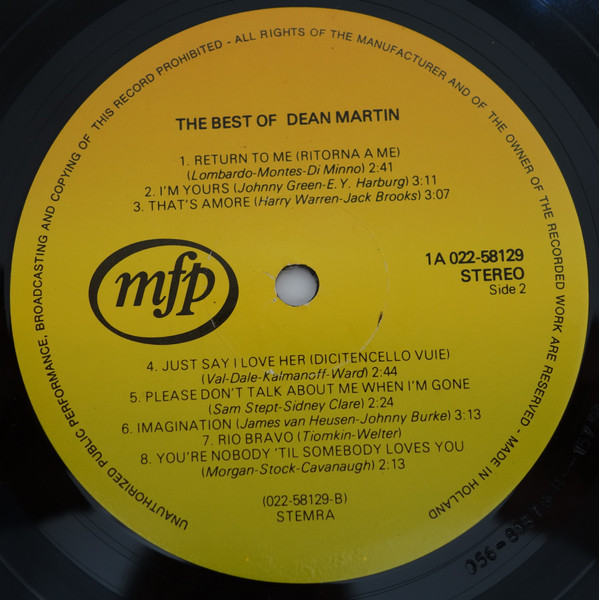 UNAUTHORIZED PUBLIC PERFORMANCE, BROADCASTING AND COPYING OF THIS RECORD PROHIBITED - ALL RIGHTS OF THE MANUFACTURER AND OF THE OWNER OF THE RECORDED WORK ARE RESERVED - MADE IN HOLLAND
THE BEST OF DEAN MARTIN
1. RETURN TO ME (RITORNA A ME)
(Lombardo-Montes-Di Minno) 2:41
2. I'M YOURS (Johnny Green-E.Y. Harburg) 3:11
3. THAT'S AMORE (Harry Warren-Jack Brooks) 3:07
mfp
1A 022-58129
STEREO
Side 2
4. JUST SAY I LOVE HER (DICITENCELLO VUIE)
(Val-Dale-Kalmanoff-Ward) 2:44
5. PLEASE DON'T TALK ABOUT ME WHEN I'M GONE
(Sam Stept-Sidney Clare) 2:24
6. IMAGINATION (James van Heusen-Johnny Burke) 3:13
7. RIO BRAVO (Tiomkin-Welter)
8. YOU'RE NOBODY 'TIL SOMEBODY LOVES YOU
(Morgan-Stock-Cavanaugh) 2:13
(022-58129-B)
STEMRA